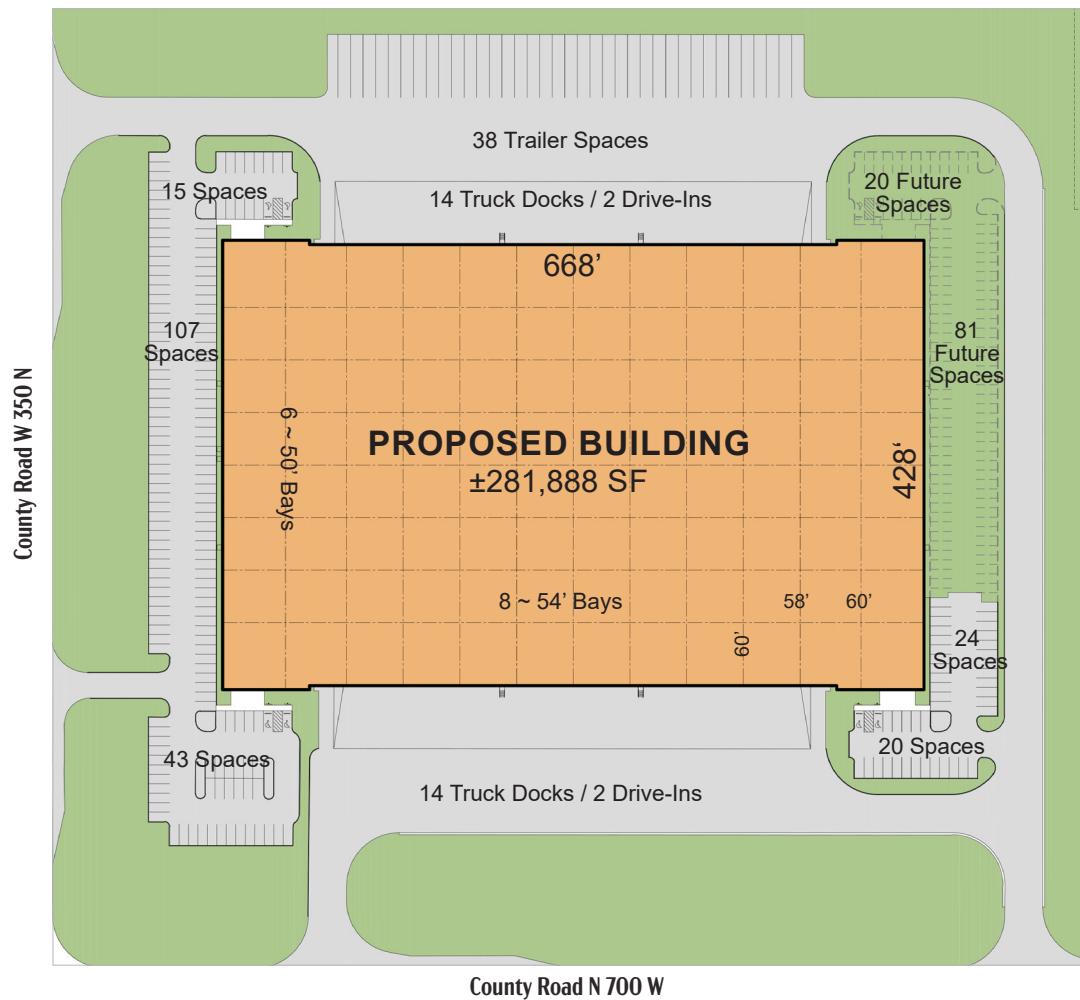 38 Trailer Spaces
15 Spaces
14 Truck Docks / 2 Drive-Ins
20 Future
Spaces
668’
107
Spaces
81
Future
Spaces
County Road W 350 N
6 ~ 50’ Bays
PROPOSED BUILDING
±281,888 SF
428’
8 ~ 54’ Bays
58’
60’
60’
24
Spaces
43 Spaces
20 Spaces
14 Truck Docks / 2 Drive-Ins
County Road N 700 W